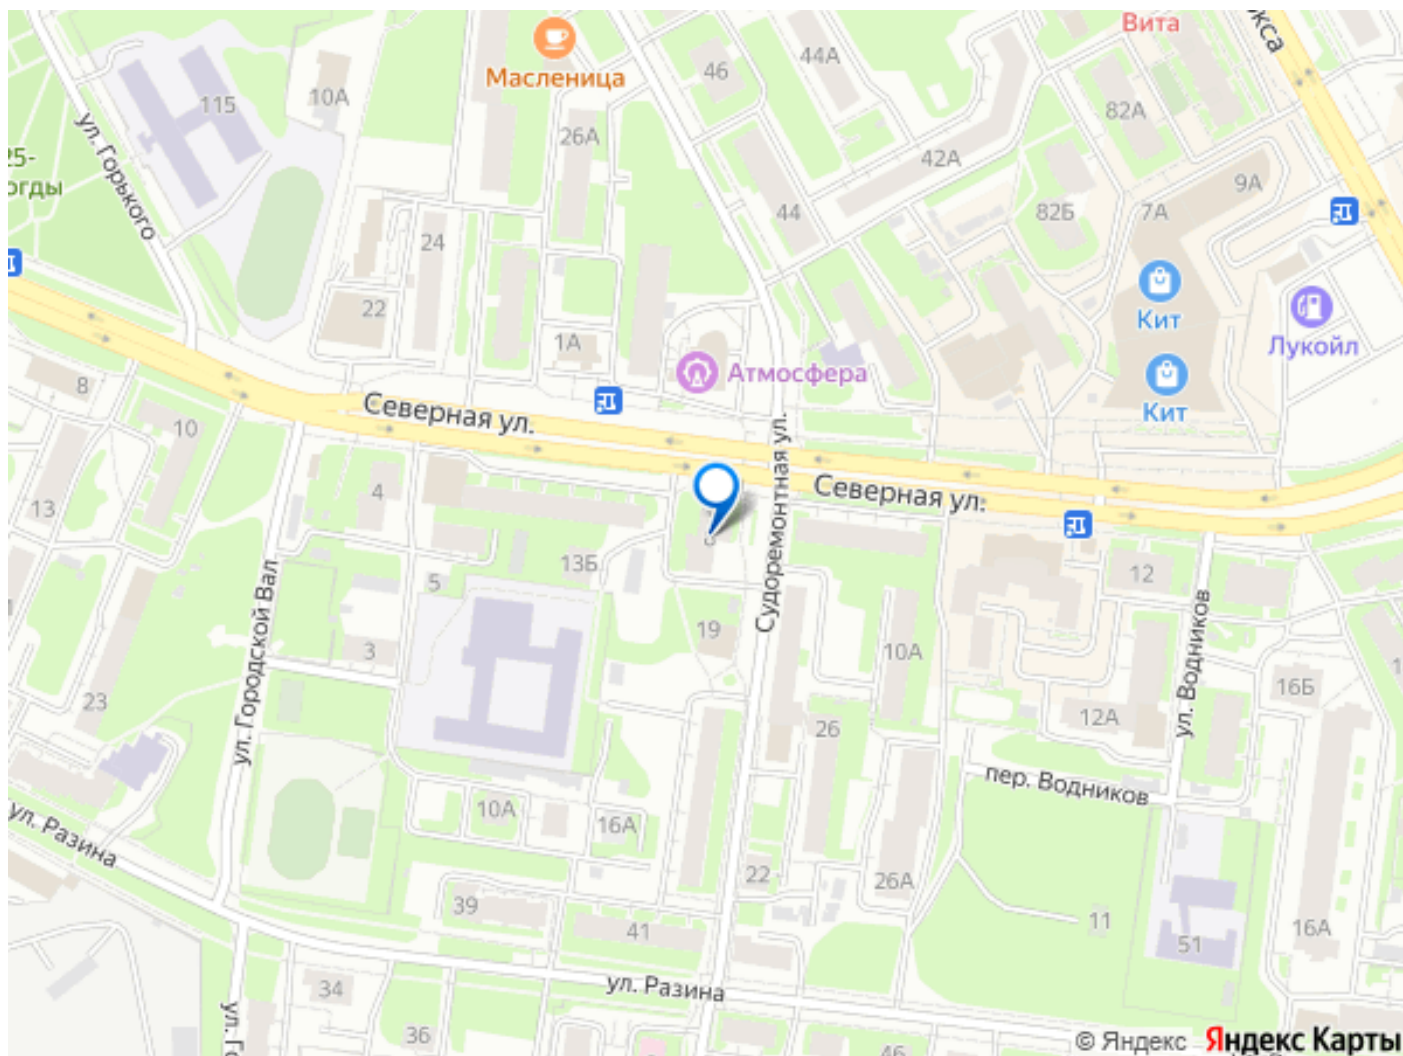 Вита
Масленица
46
44А
115
10А
82А
26А
ул. Горького
42А
25-
огды
9А
44
82Б
7А
24
22
Кит
1А
Лукойл
Атмосфера
8
Северная ул.
Кит
10
Судоремонтная ул.
4
Северная ул.
13
13Б
12
5
ул. Городской Вал
19
3
10А
ул. Водников
16Б
23
12А
26
пер. Водников
10А
16А
ул. Разина
22
26А
39
11
41
16А
51
ул. Разина
34
36
46
© Яндекс
Яндекс Карты